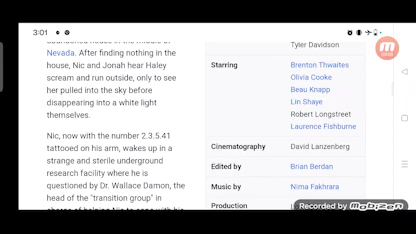 3:01
Nevada. After finding nothing in the
house, Nic and Jonah hear Haley
scream and run outside, only to see
her pulled into the sky before
disappearing into a white light
themselves.
Nic, now with the number 2.3.5.41
tattooed on his arm, wakes up in a
strange and sterile underground
research facility where he is
questioned by Dr. Wallace Damon, the
head of the "transition group" in
Tyler Davidson
Starring
Brenton Thwaites
Olivia Cooke
Beau Knapp
Lin Shaye
Robert Longstreet
Laurence Fishburne
Cinematography David Lanzenberg
Edited by Brian Berdan
Music by Nima Fakhrara
Production
Recorded by Mobizen